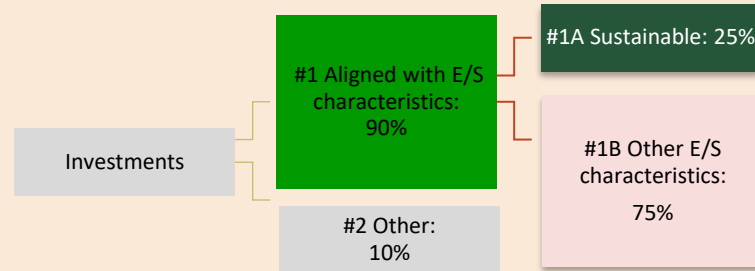 Investments
#1 Aligned with E/S
characteristics:
90%
#2 Other:
10%
#1A Sustainable: 25%
#1B Other E/S
characteristics:
75%